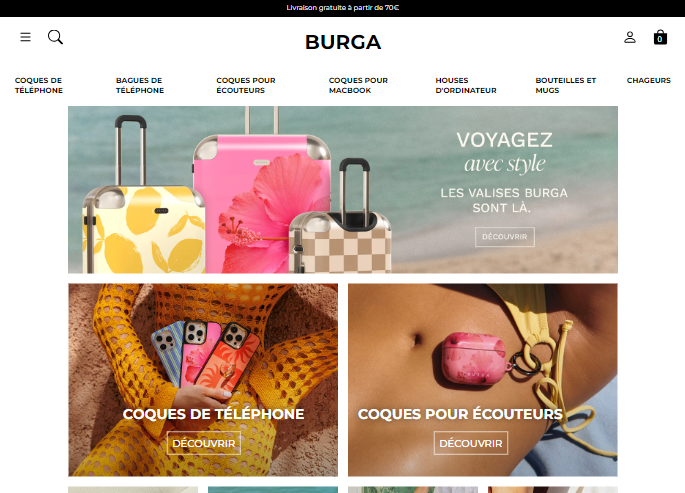 Livraison gratuite à partir de 70€
BURGA
0
COQUES DE
TÉLÉPHONE
BAGUES DE
TÉLÉPHONE
COQUES POUR
ÉCOUTEURS
COQUES POUR
MACBOOK
HOUSES
D'ORDINATEUR
BOUTEILLES ET
MUGS
CHAGEURS
VOYAGEZ
avec style
LES VALISES BURGA
SONT LÀ.
DÉCOUVRIR
COQUES DE TÉLÉPHONE
DÉCOUVRIR
COQUES POUR ÉCOUTEURS
DÉCOUVRIR